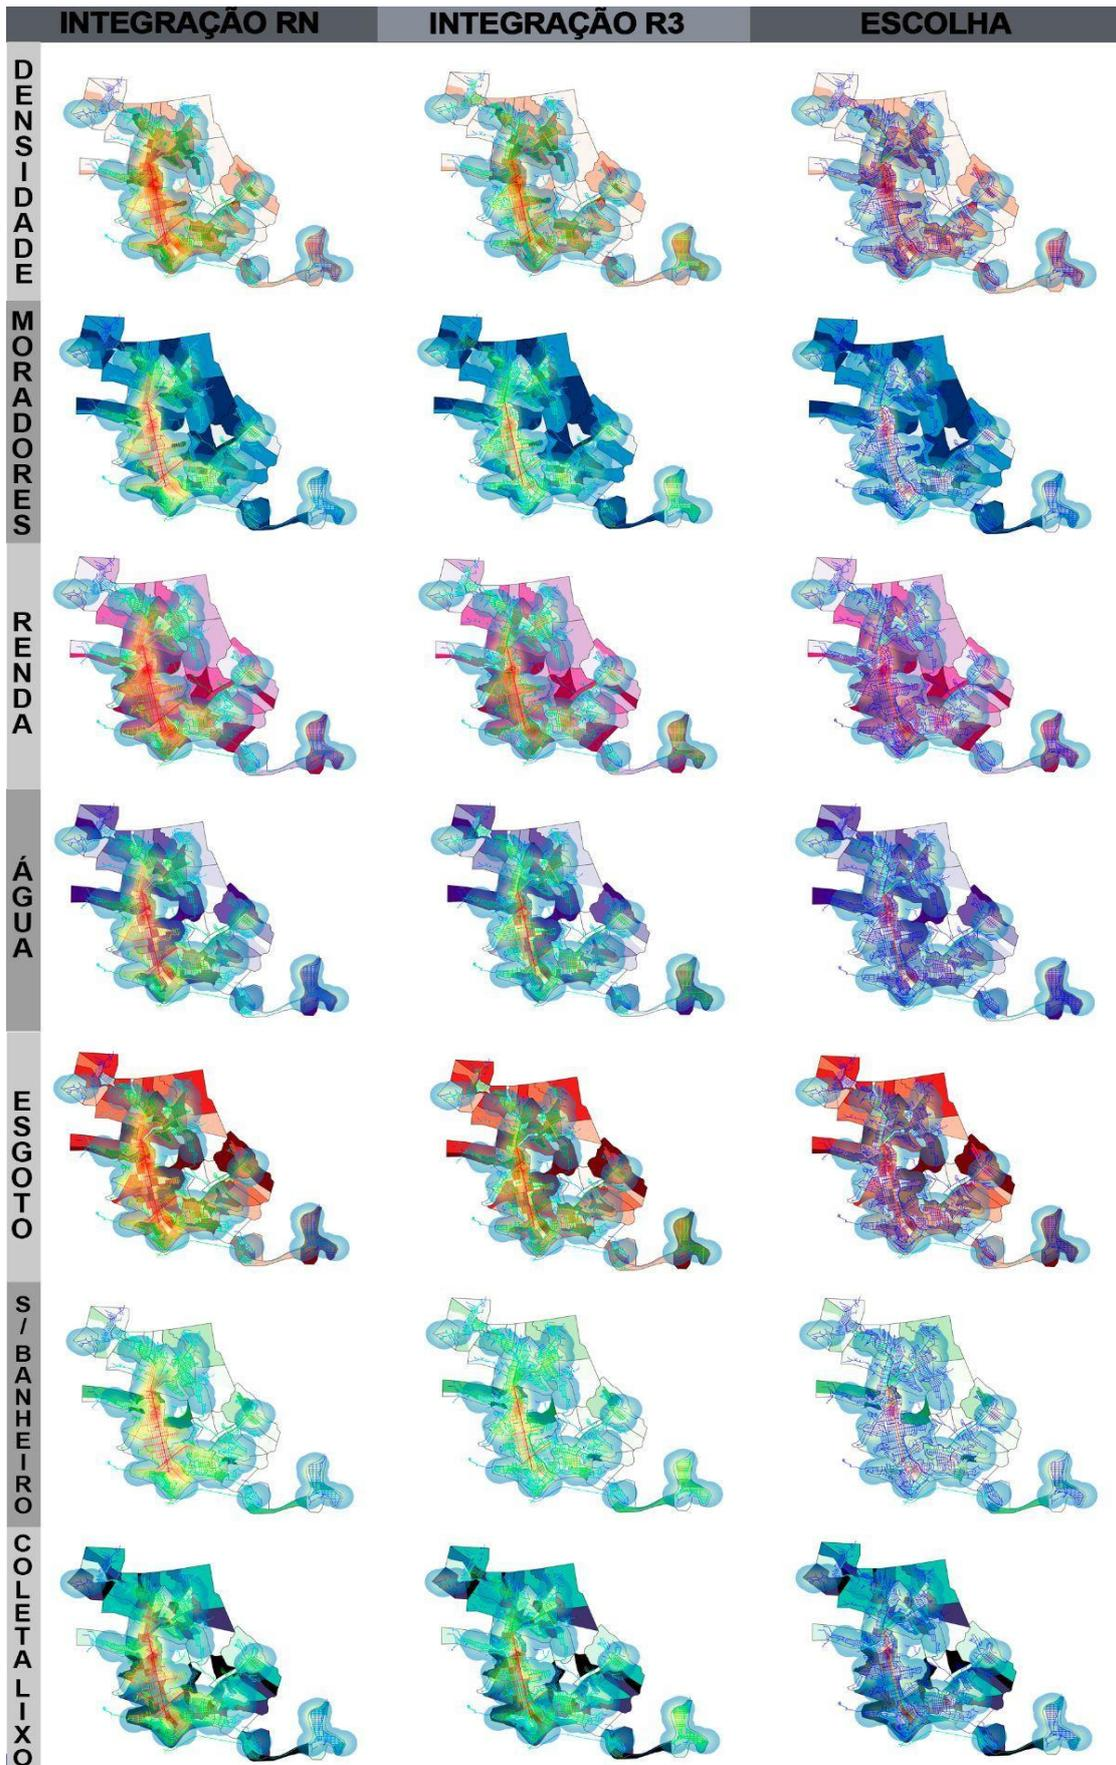 INTEGRAÇÃO RN
INTEGRAÇÃO R3
ESCOLHA
DENSIDADE
MORADORES
RENDA
ÁGUA
ESGOTO
S/ BANHEIRO
COLETA LIXO